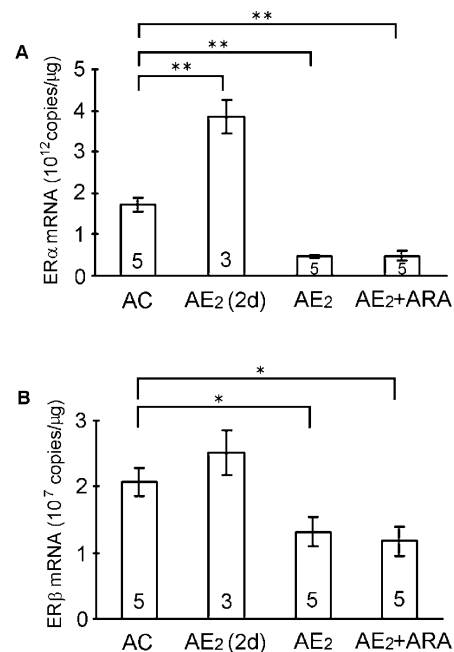 **
**
A
**
ERα mRNA (10¹²copies/µg)
5
4
3
2
1
0
5
3
5
5
AC
AE₂ (2d)
AE₂
AE₂+ARA
B
*
*
ERβ mRNA (10⁷ copies/µg)
3
2
1
0
5
3
5
5
AC
AE₂ (2d)
AE₂
AE₂+ARA